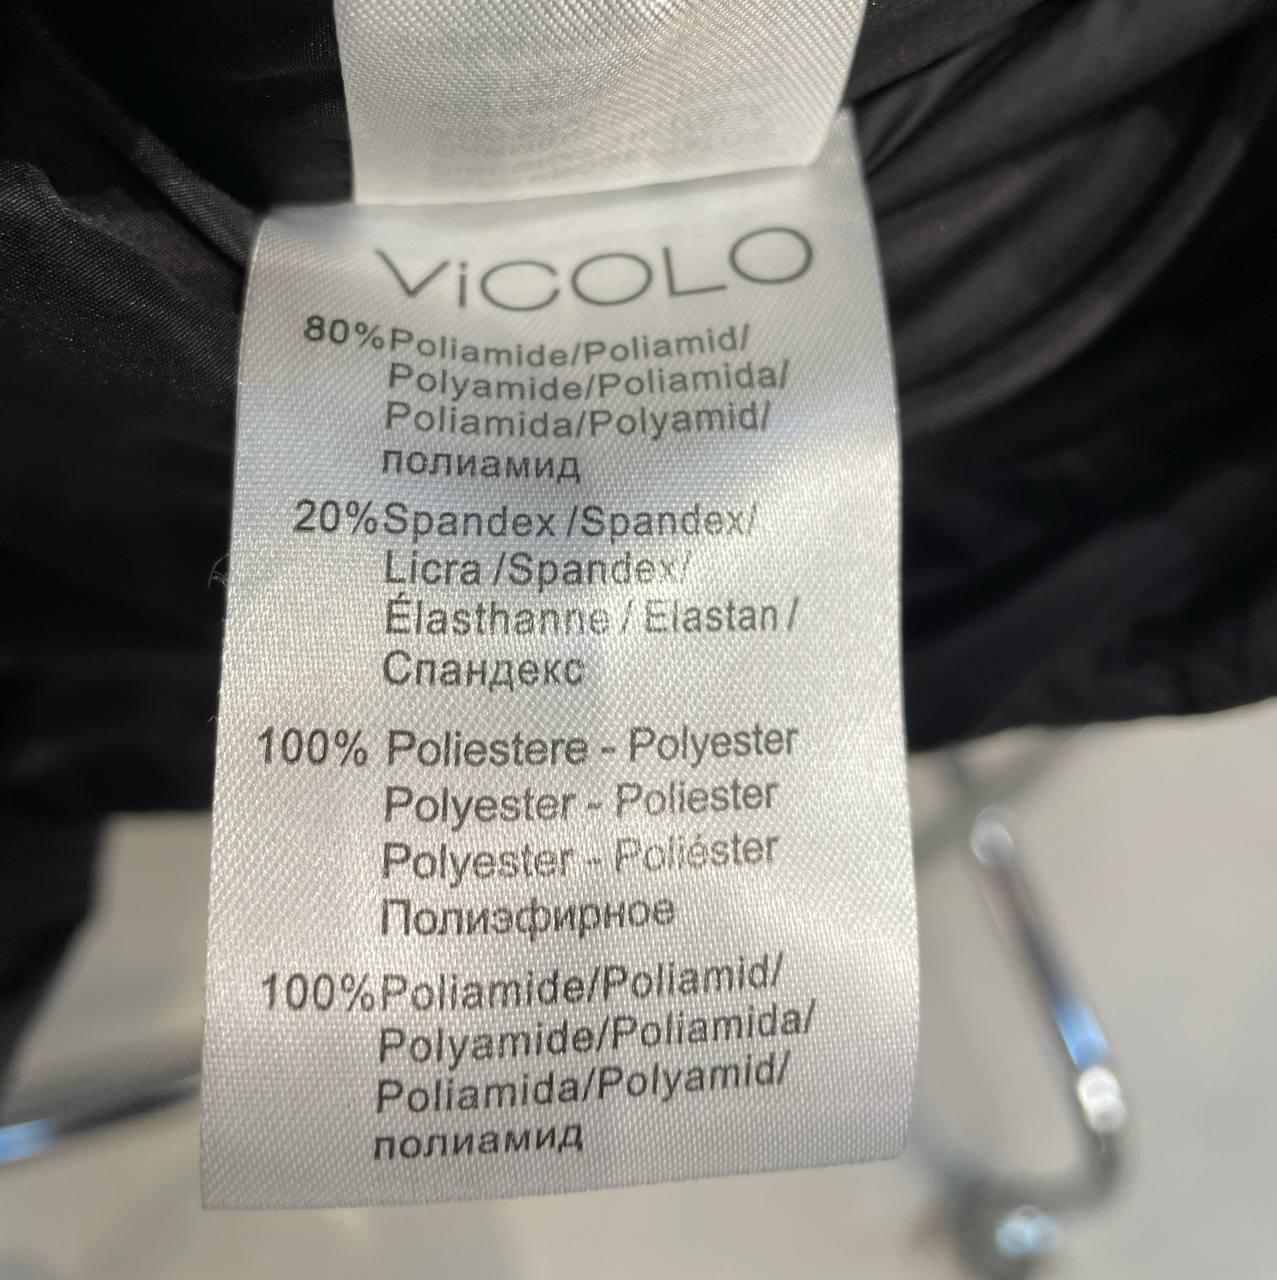 ViCOLO
80% Poliamide/Poliamid/
Polyamide/Poliamida/
Poliamida/Polyamid/
полиамид
20% Spandex /Spandex/
Licra /Spandex/
Élasthanne / Elastan /
Спандекс
100% Poliestere - Polyester
Polyester - Poliester
Polyester - Poliéster
Полиэфирное
100% Poliamide/Poliamid/
Polyamide/Poliamida/
Poliamida/Polyamid/
полиамид